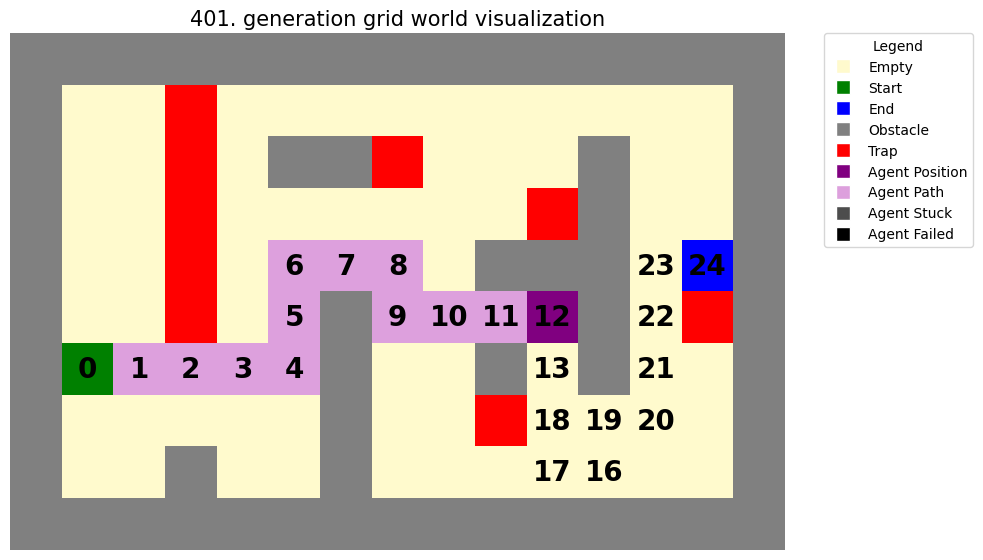 401. generation grid world visualization
Legend
Empty
Start
End
Obstacle
Trap
Agent Position
Agent Path
Agent Stuck
Agent Failed
6 7 8 23 24
5 9 10 11 12 22
0 1 2 3 4 13 21
18 19 20
17 16